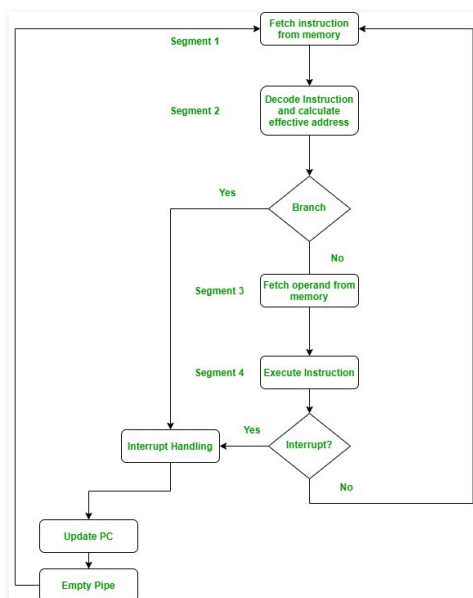 Fetch instruction
from memory
Segment 1
Decode Instruction
and calculate
effective address
Segment 2
Yes
Branch
No
Segment 3
Fetch operand from
memory
Segment 4
Execute Instruction
Yes
Interrupt Handling
Interrupt?
No
Update PC
Empty Pipe